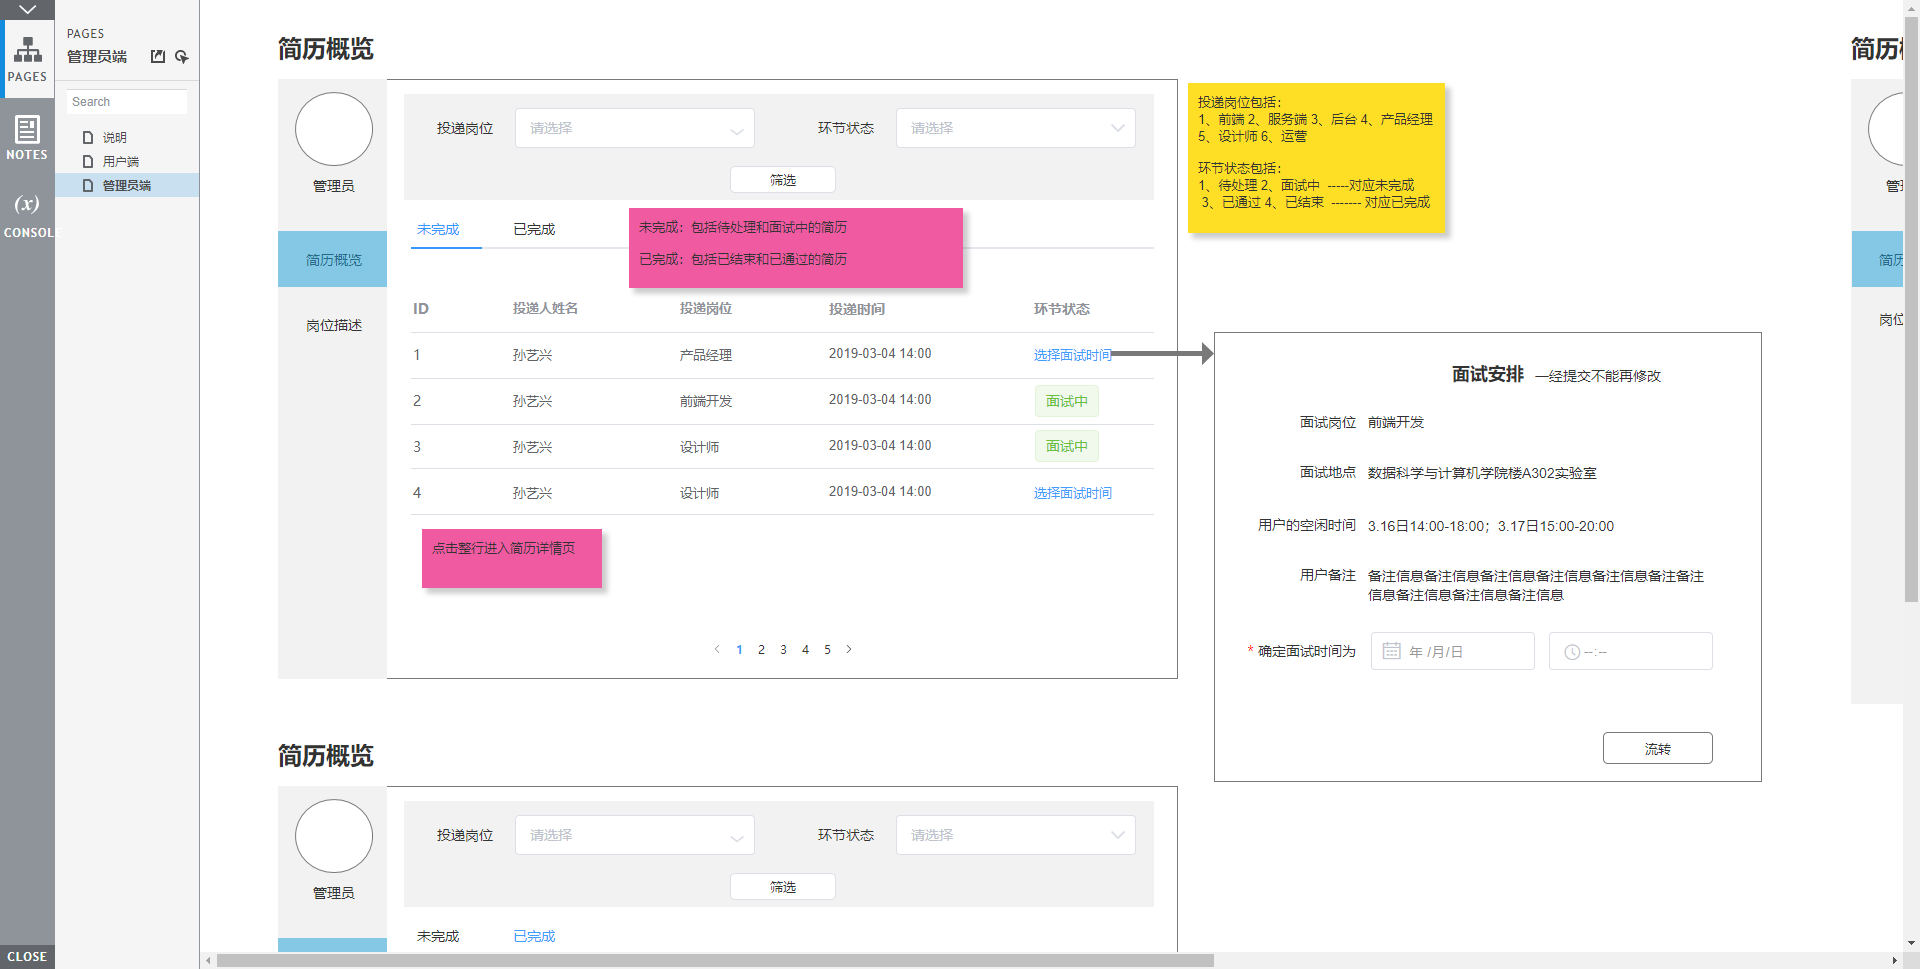 PAGES
NOTES
(x)
CONSOLE
CLOSE
PAGES
管理员端
Search
说明
用户端
管理员端
简历概览
管理员
简历概览
岗位描述
投递岗位
请选择
环节状态
请选择
筛选
未完成
已完成
未完成：包括待处理和面试中的简历
已完成：包括已结束和已通过的简历
ID 投递人姓名 投递岗位 投递时间 环节状态
1 孙艺兴 产品经理 2019-03-04 14:00 选择面试时间
2 孙艺兴 前端开发 2019-03-04 14:00 面试中
3 孙艺兴 设计师 2019-03-04 14:00 面试中
4 孙艺兴 设计师 2019-03-04 14:00 选择面试时间
点击整行进入简历详情页
1 2 3 4 5
投递岗位包括：
1、前端 2、服务端 3、后台 4、产品经理
5、设计师 6、运营
环节状态包括：
1、待处理 2、面试中 -----对应未完成
3、已通过 4、已结束 ------- 对应已完成
面试安排 一经提交不能再修改
面试岗位 前端开发
面试地点 数据科学与计算机学院楼A302实验室
用户的空闲时间 3.16日14:00-18:00；3.17日15:00-20:00
用户备注 备注信息备注信息备注信息备注信息备注信息备注备注
信息备注信息备注信息备注信息
* 确定面试时间为 年 /月/日 --:--
流转
简历概览
管理员
投递岗位
请选择
环节状态
请选择
筛选
未完成
已完成
简历
管
简历
岗位